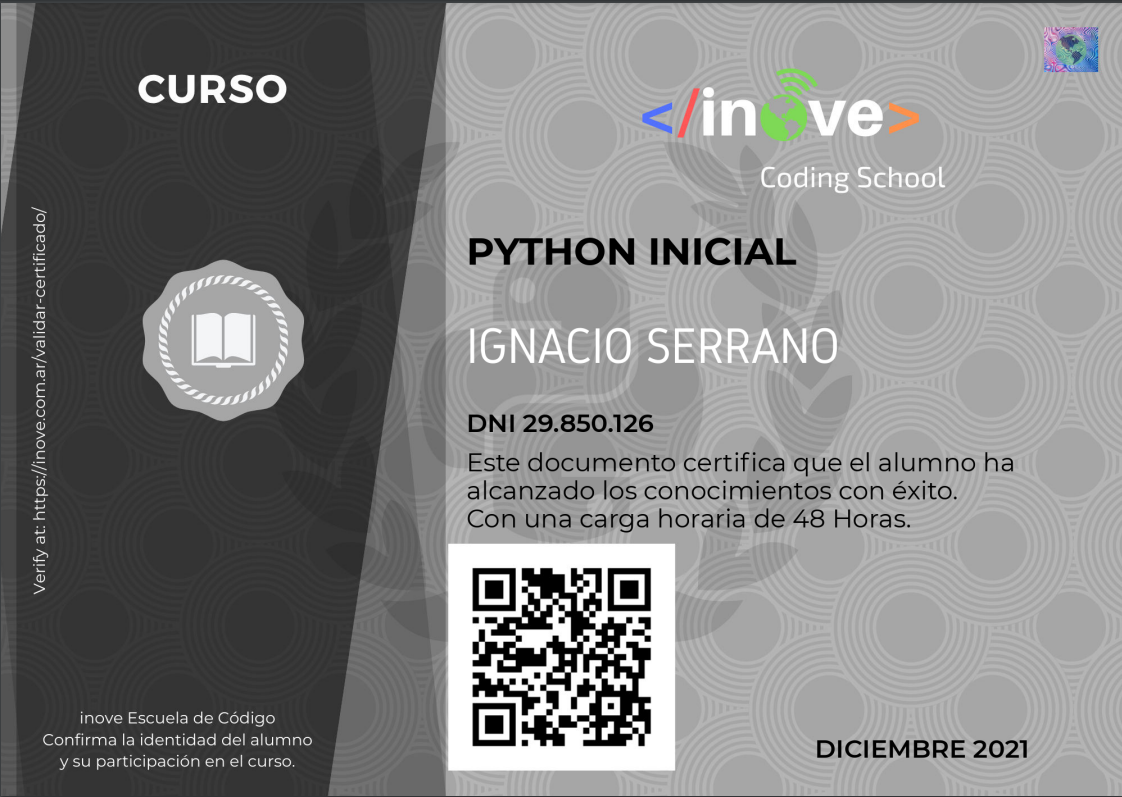 CURSO
Verify at: https://inove.com.ar/validar-certificado/
inove Escuela de Código
Confirma la identidad del alumno
y su participación en el curso.
</inove>
Coding School
PYTHON INICIAL
IGNACIO SERRANO
DNI 29.850.126
Este documento certifica que el alumno ha
alcanzado los conocimientos con éxito.
Con una carga horaria de 48 Horas.
DICIEMBRE 2021